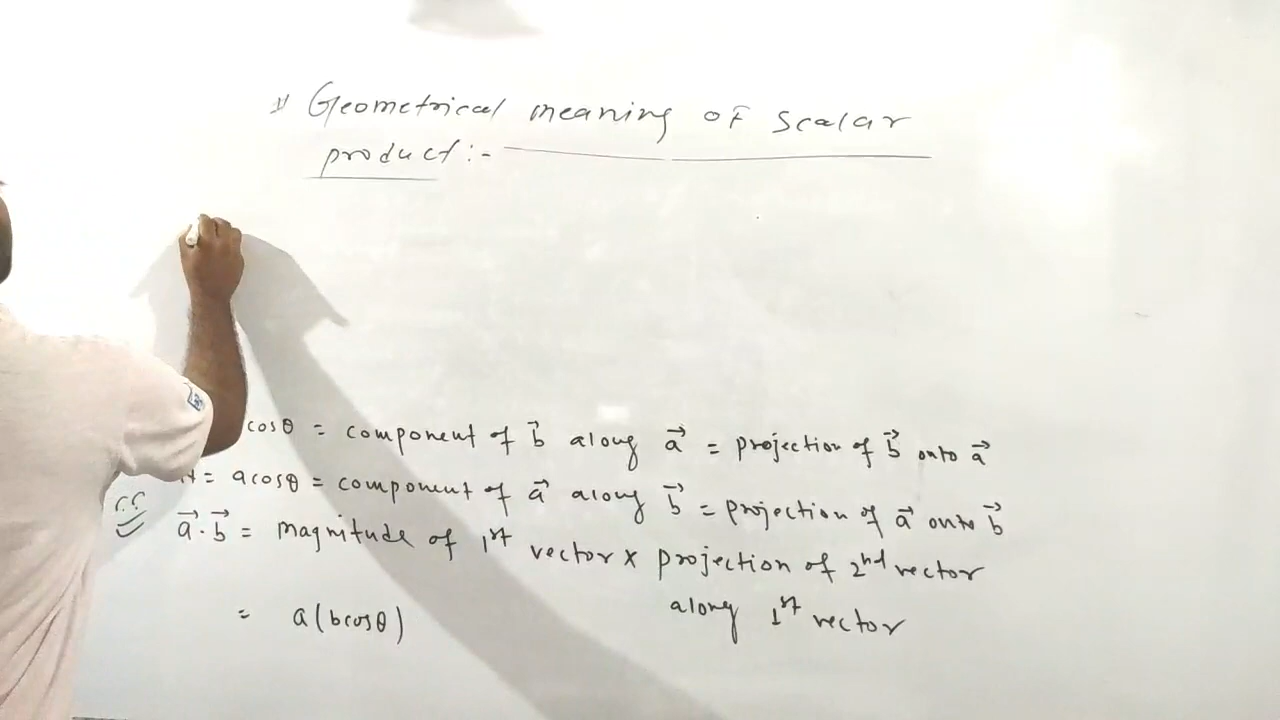 1) Geometrical meaning of scalar
product:-
cosθ = component of b⃗ along a⃗ = projection of b⃗ onto a⃗
= acosθ = component of a⃗ along b⃗ = projection of a⃗ onto b⃗
a⃗.b⃗ = magnitude of 1st vector x projection of 2nd vector
along 1st vector
= a(bcosθ)